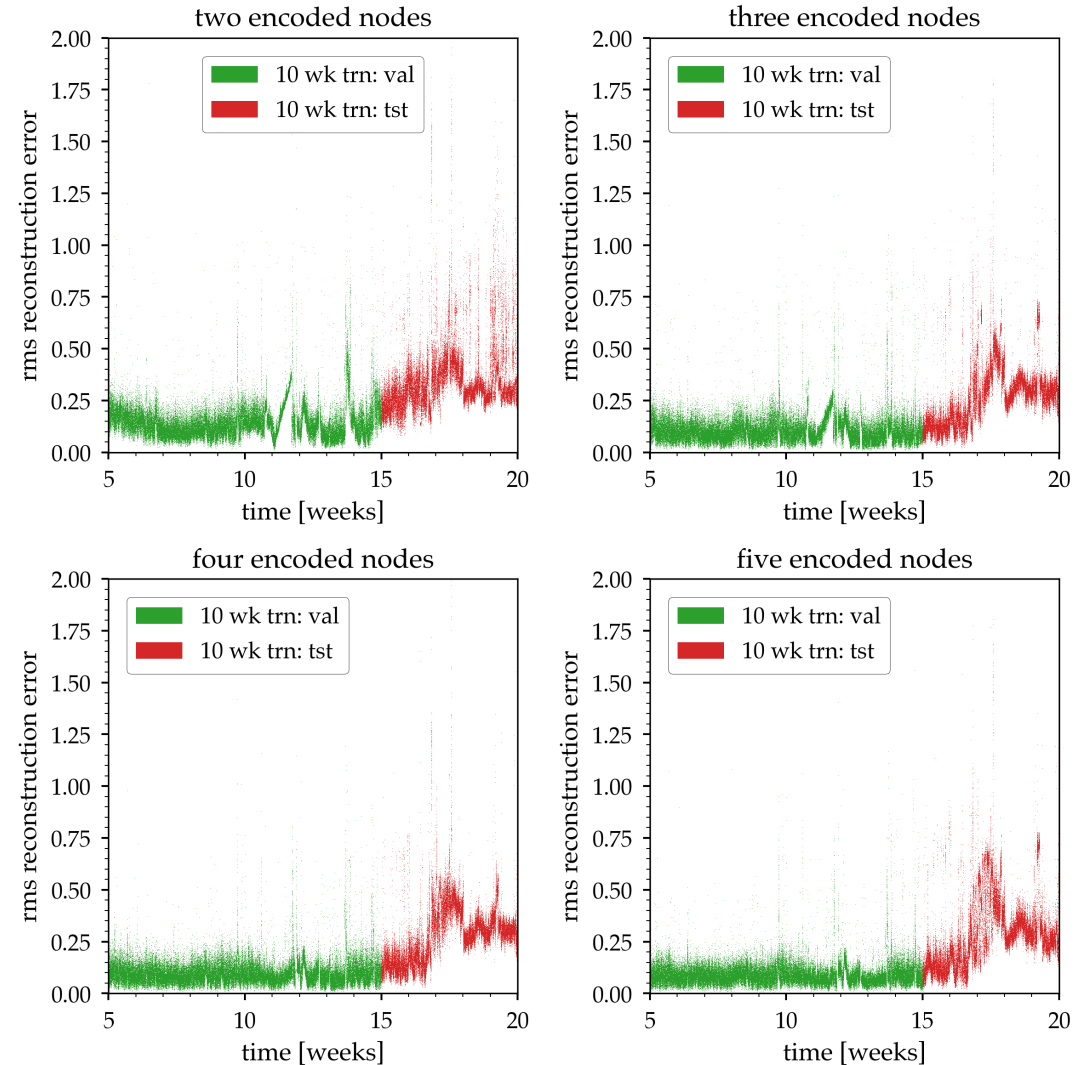 two encoded nodes
rms reconstruction error
2.00
1.75
1.50
1.25
1.00
0.75
0.50
0.25
0.00
10 wk trn: val
10 wk trn: tst
5 10 15 20
time [weeks]
three encoded nodes
rms reconstruction error
2.00
1.75
1.50
1.25
1.00
0.75
0.50
0.25
0.00
10 wk trn: val
10 wk trn: tst
5 10 15 20
time [weeks]
four encoded nodes
rms reconstruction error
2.00
1.75
1.50
1.25
1.00
0.75
0.50
0.25
0.00
10 wk trn: val
10 wk trn: tst
5 10 15 20
time [weeks]
five encoded nodes
rms reconstruction error
2.00
1.75
1.50
1.25
1.00
0.75
0.50
0.25
0.00
10 wk trn: val
10 wk trn: tst
5 10 15 20
time [weeks]